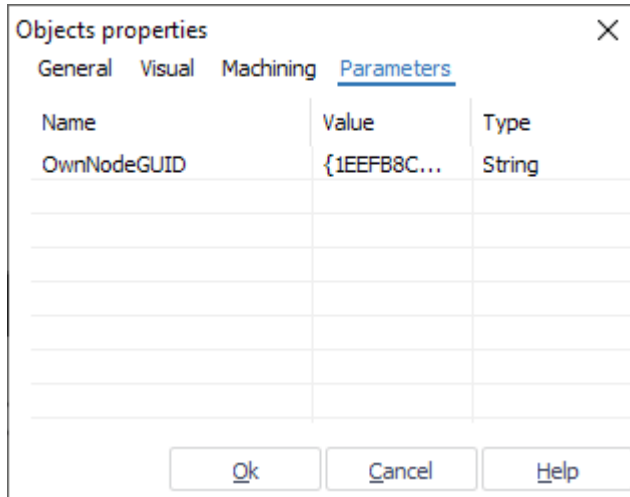 Objects properties
General Visual Machining Parameters
Name Value Type
OwnNodeGUID {1EEFB8C... String
Ok Cancel Help